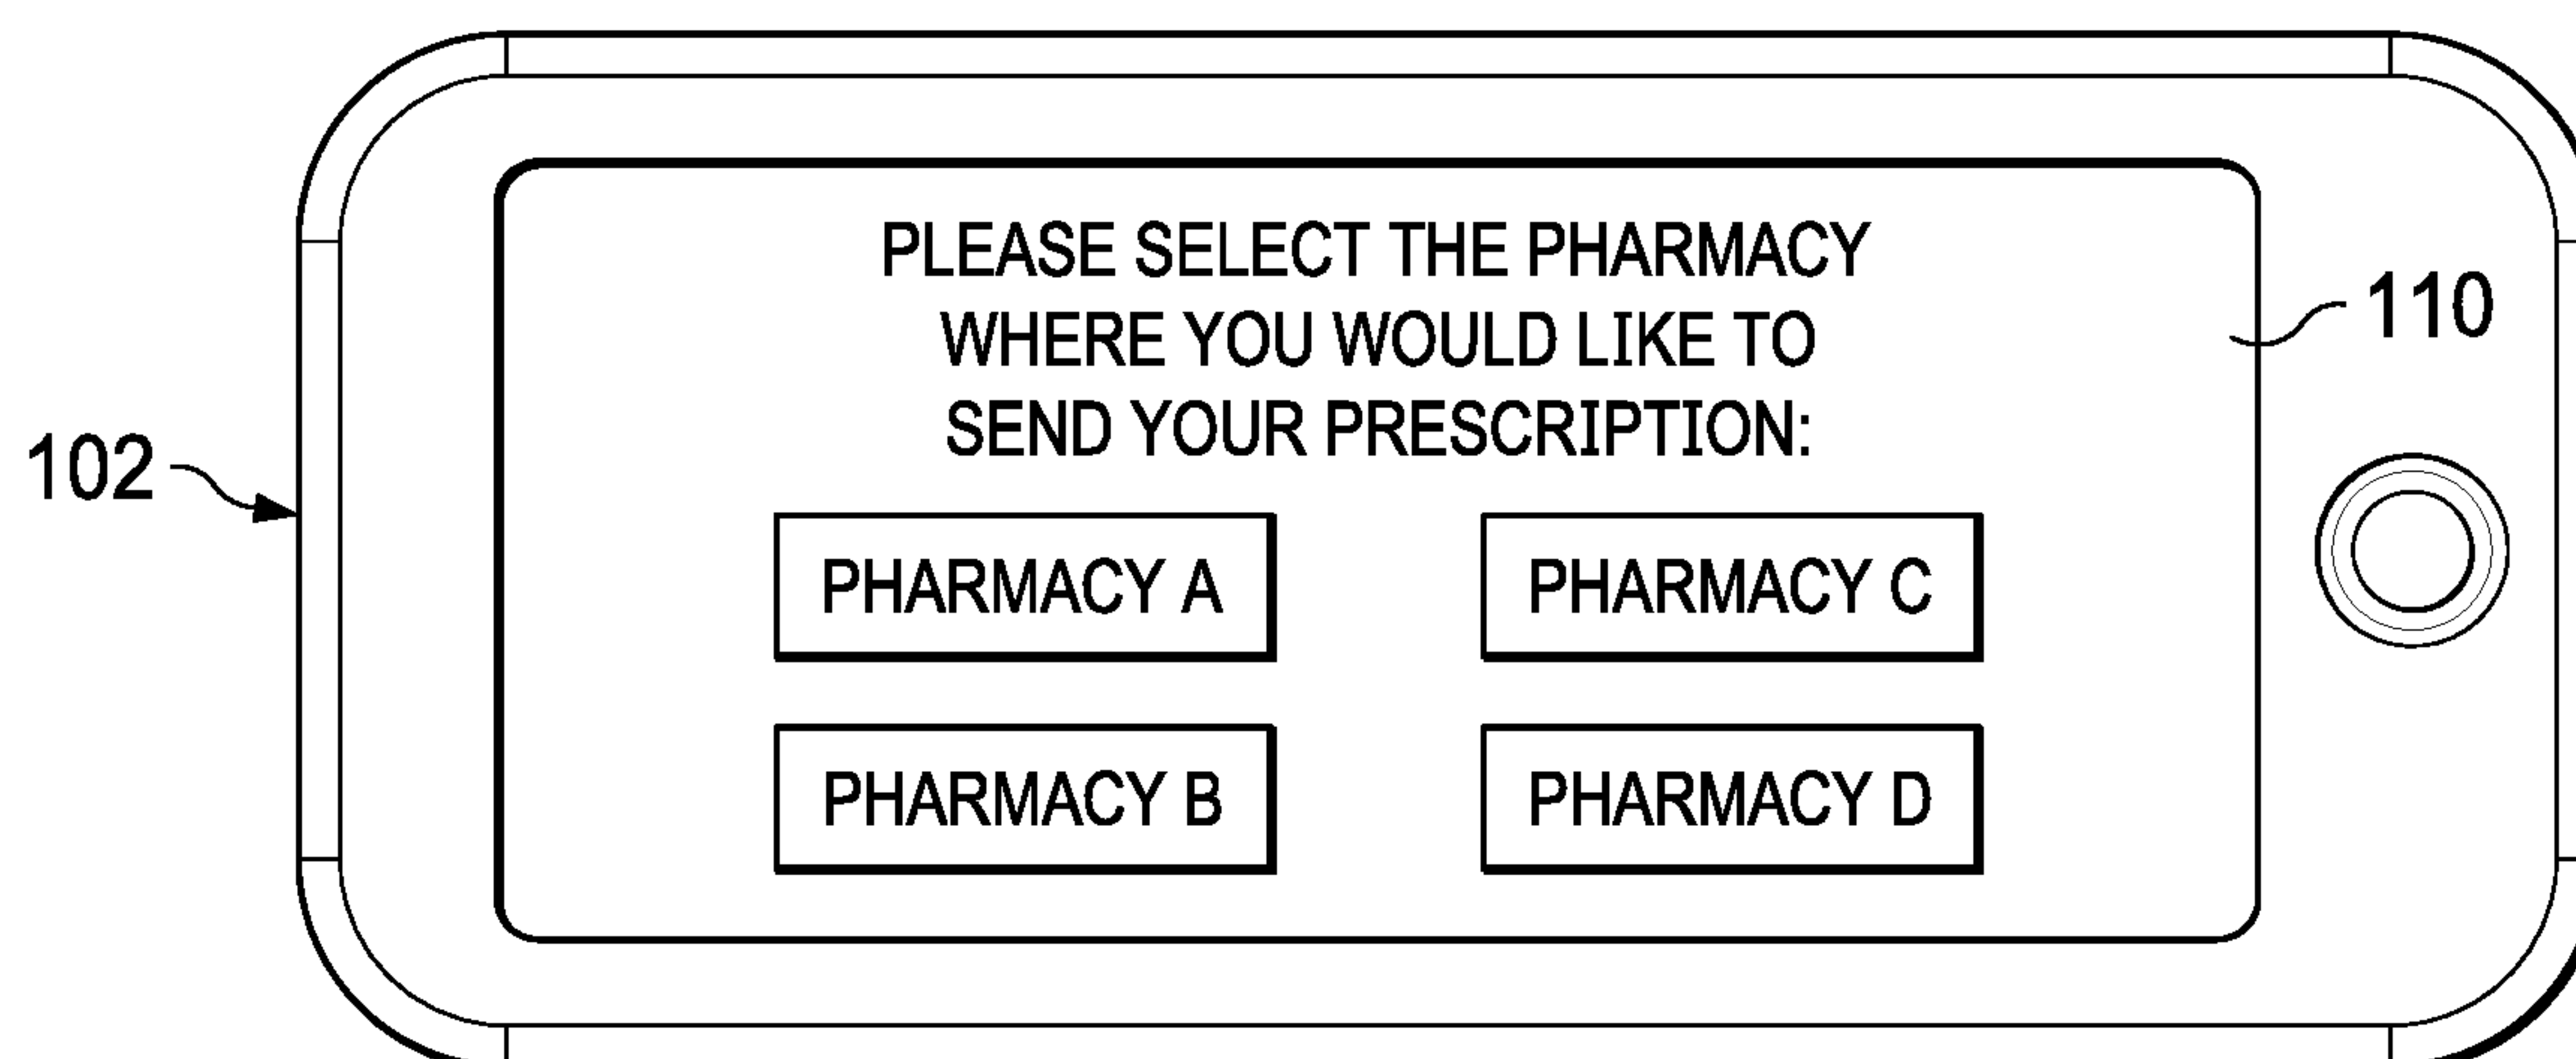 PLEASE SELECT THE PHARMACY
WHERE YOU WOULD LIKE TO
SEND YOUR PRESCRIPTION:
110
102
PHARMACY A
PHARMACY C
PHARMACY B
PHARMACY D